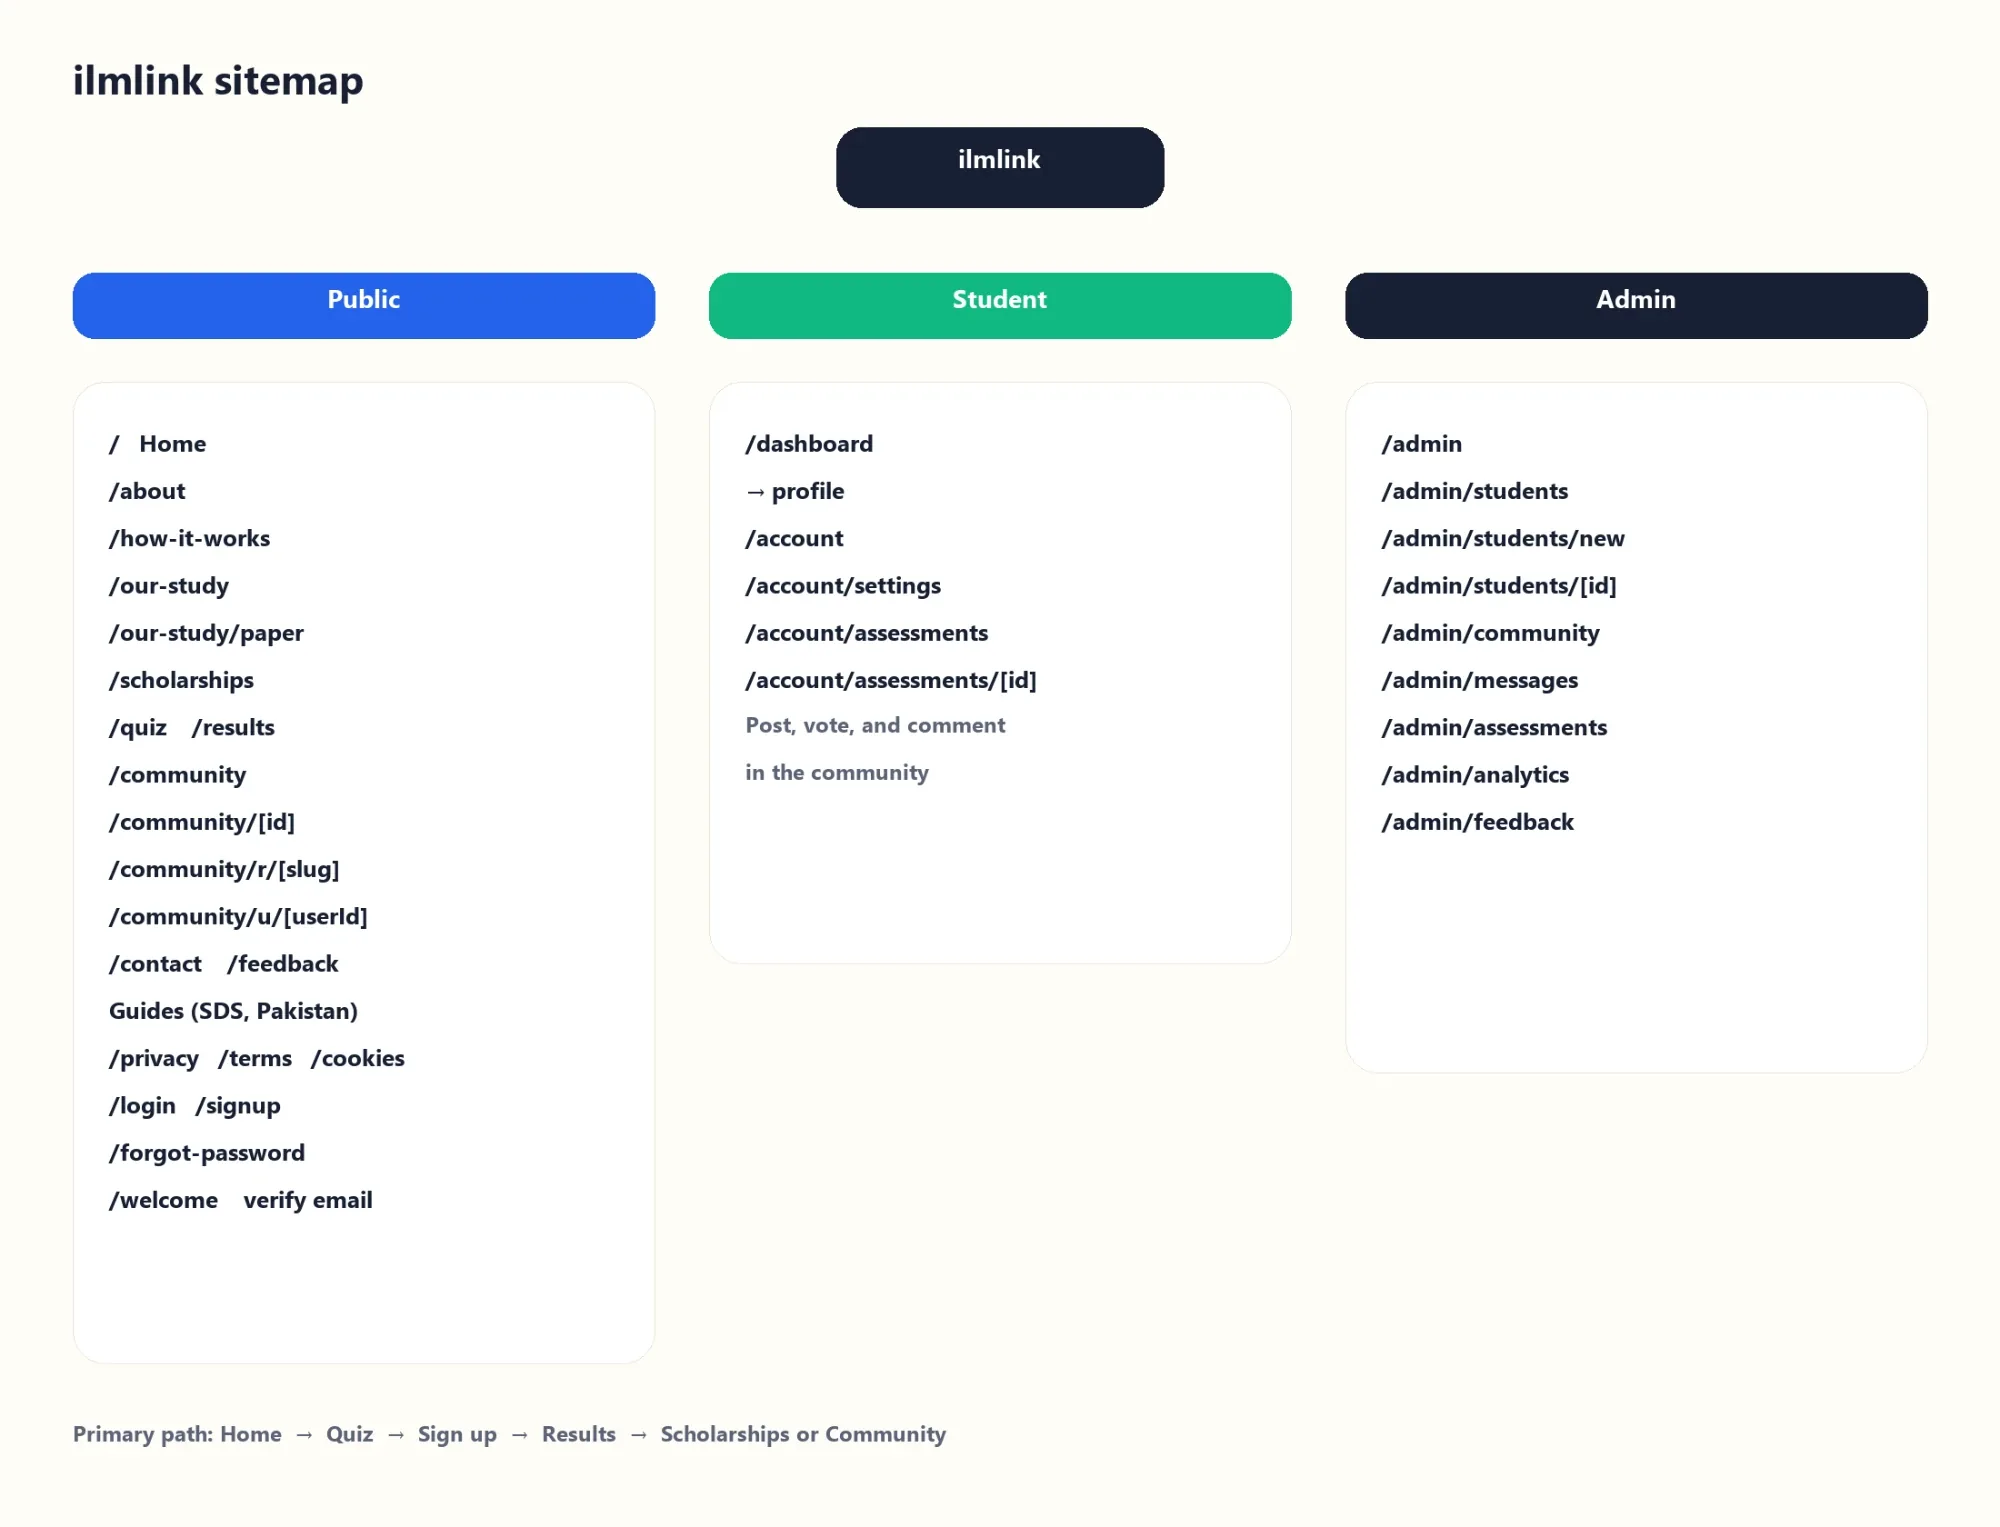 ilmlink sitemap
ilmlink
Public
/ Home
/about
/how-it-works
/our-study
/our-study/paper
/scholarships
/quiz /results
/community
/community/[id]
/community/r/[slug]
/community/u/[userId]
/contact /feedback
Guides (SDS, Pakistan)
/privacy /terms /cookies
/login /signup
/forgot-password
/welcome verify email
Student
/dashboard
→ profile
/account
/account/settings
/account/assessments
/account/assessments/[id]
Post, vote, and comment
in the community
Admin
/admin
/admin/students
/admin/students/new
/admin/students/[id]
/admin/community
/admin/messages
/admin/assessments
/admin/analytics
/admin/feedback
Primary path: Home → Quiz → Sign up → Results → Scholarships or Community